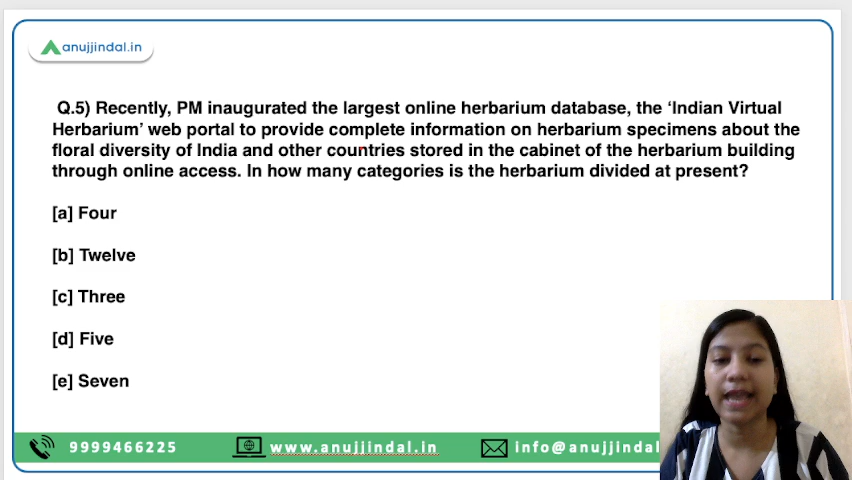 anujjindal.in
Q.5) Recently, PM inaugurated the largest online herbarium database, the ‘Indian Virtual
Herbarium’ web portal to provide complete information on herbarium specimens about the
floral diversity of India and other countries stored in the cabinet of the herbarium building
through online access. In how many categories is the herbarium divided at present?
[a] Four
[b] Twelve
[c] Three
[d] Five
[e] Seven
9999466225 www.anujjindal.in info@anujjindal